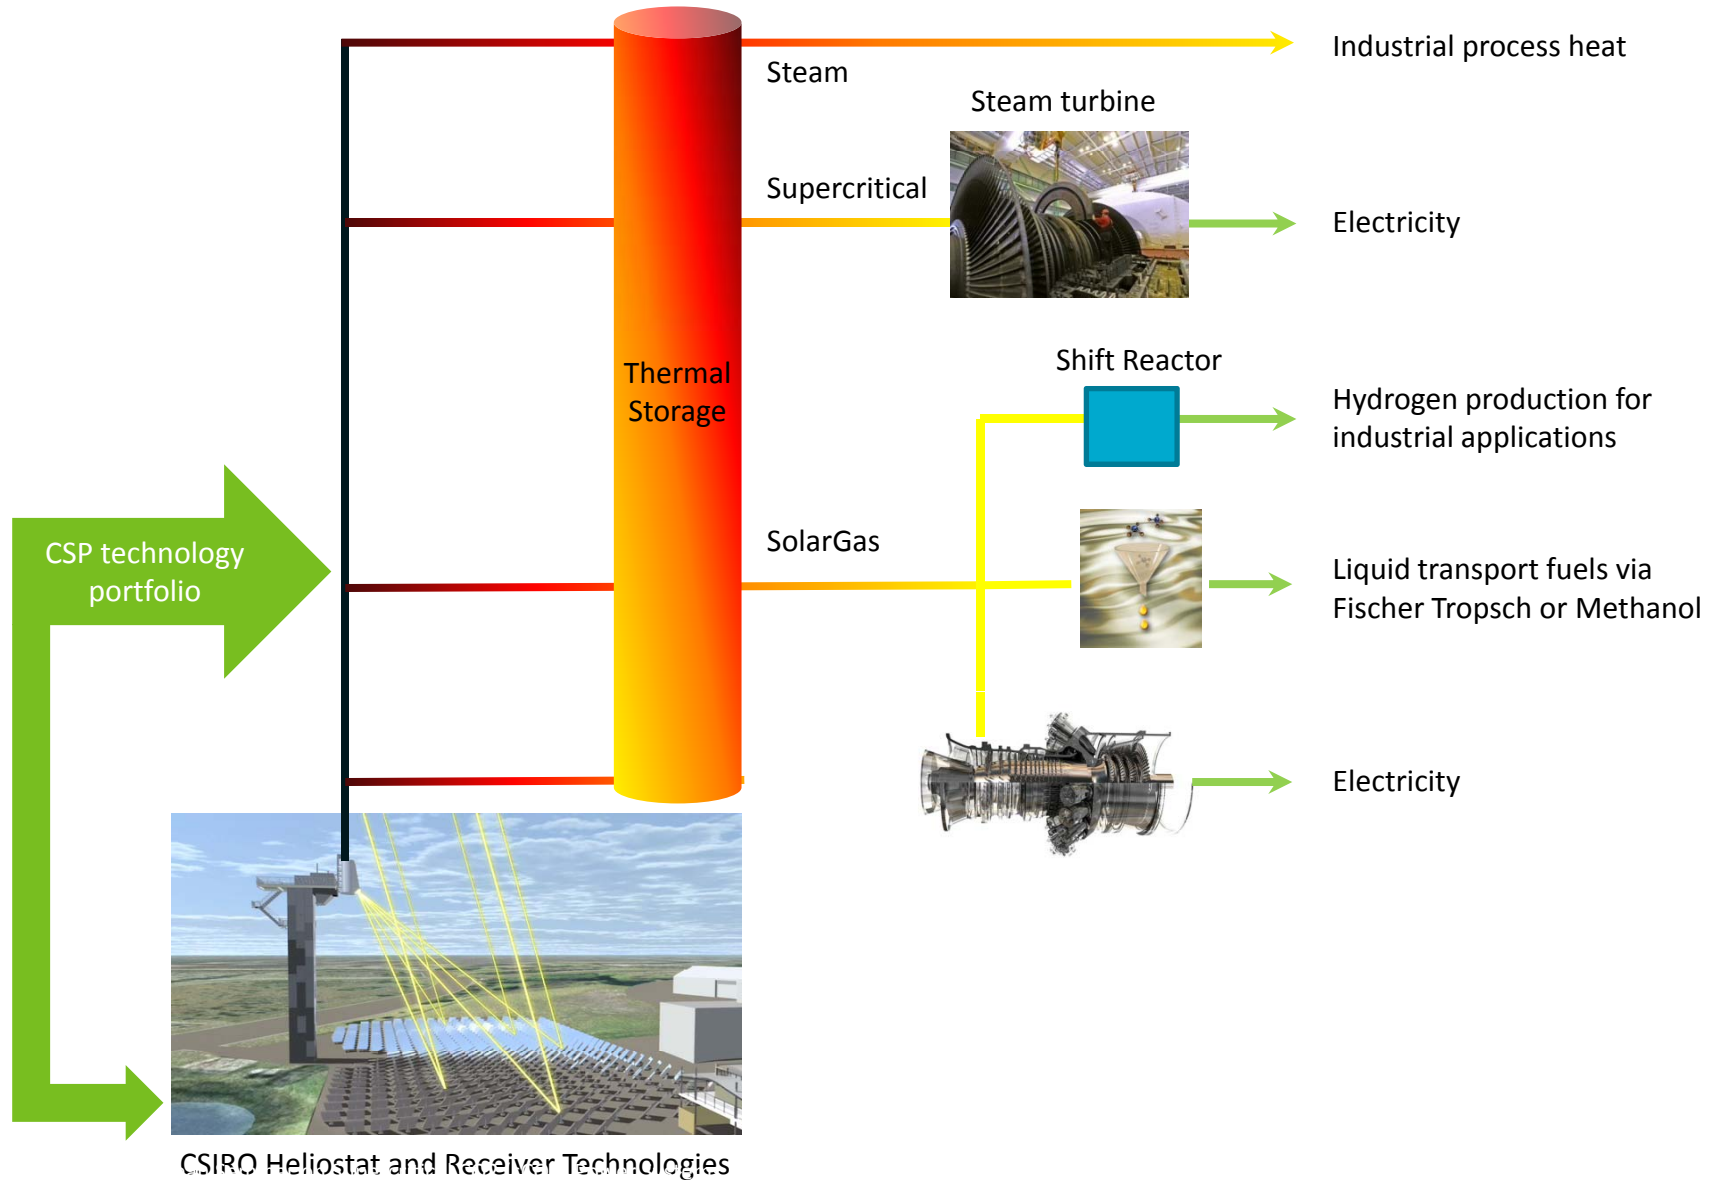 Industrial process heat
Steam
Steam turbine
Supercritical
Electricity
Thermal
Storage
Shift Reactor
Hydrogen production for
industrial applications
CSP technology
portfolio
SolarGas
Liquid transport fuels via
Fischer Tropsch or Methanol
Electricity
CSIRO Heliostat and Receiver Technologies